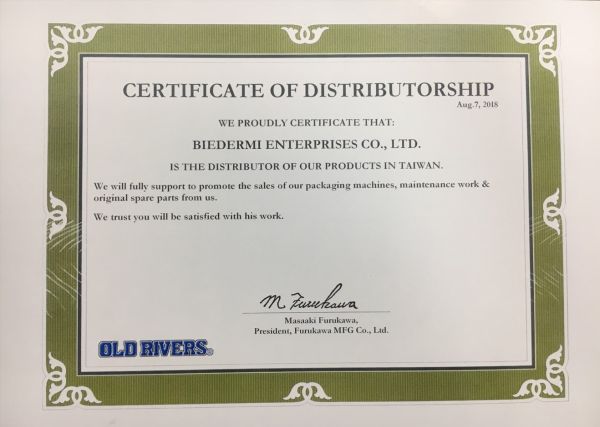 CERTIFICATE OF DISTRIBUTORSHIP
Aug.7, 2018
WE PROUDLY CERTIFICATE THAT:
BIEDERMI ENTERPRISES CO., LTD.
IS THE DISTRIBUTOR OF OUR PRODUCTS IN TAIWAN.
We will fully support to promote the sales of our packaging machines, maintenance work &
original spare parts from us.
We trust you will be satisfied with his work.
M Furukawa
Masaaki Furukawa,
President, Furukawa MFG Co., Ltd.
OLD RIVERS®